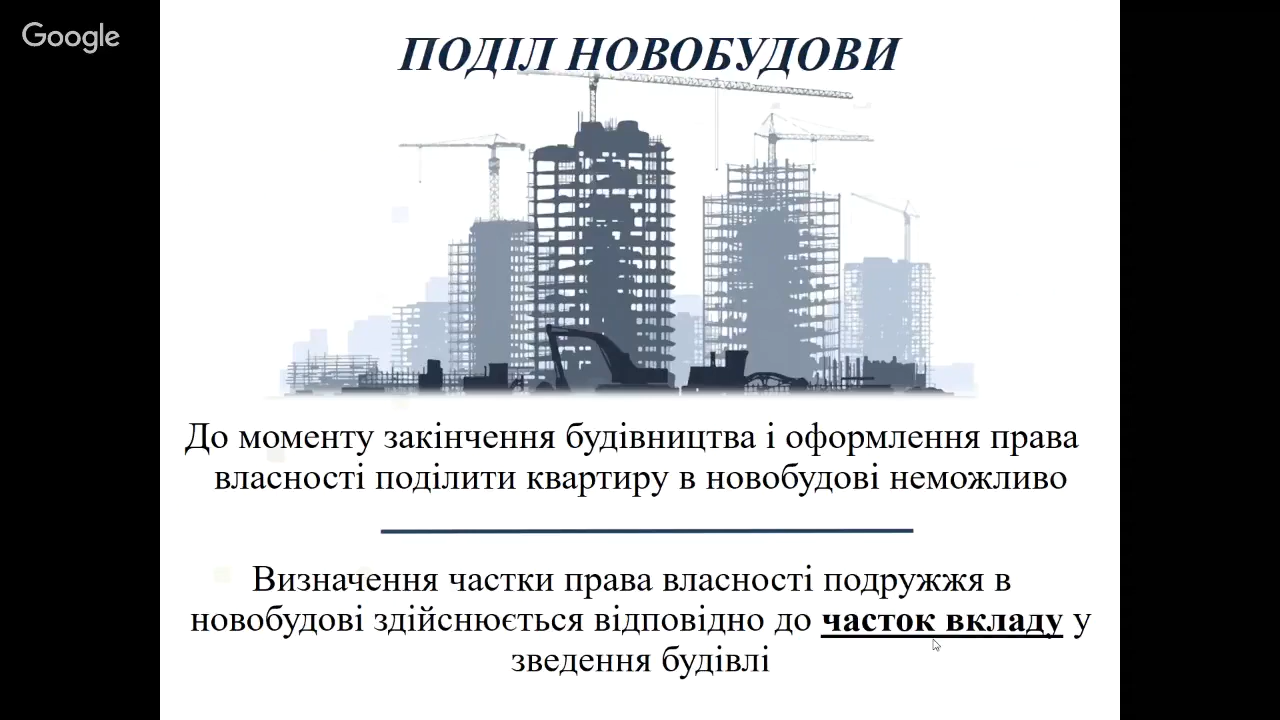 Google
ПОДІЛ НОВОБУДОВИ
До моменту закінчення будівництва і оформлення права
власності поділити квартиру в новобудові неможливо
Визначення частки права власності подружжя в
новобудові здійснюється відповідно до часток вкладу у
зведення будівлі